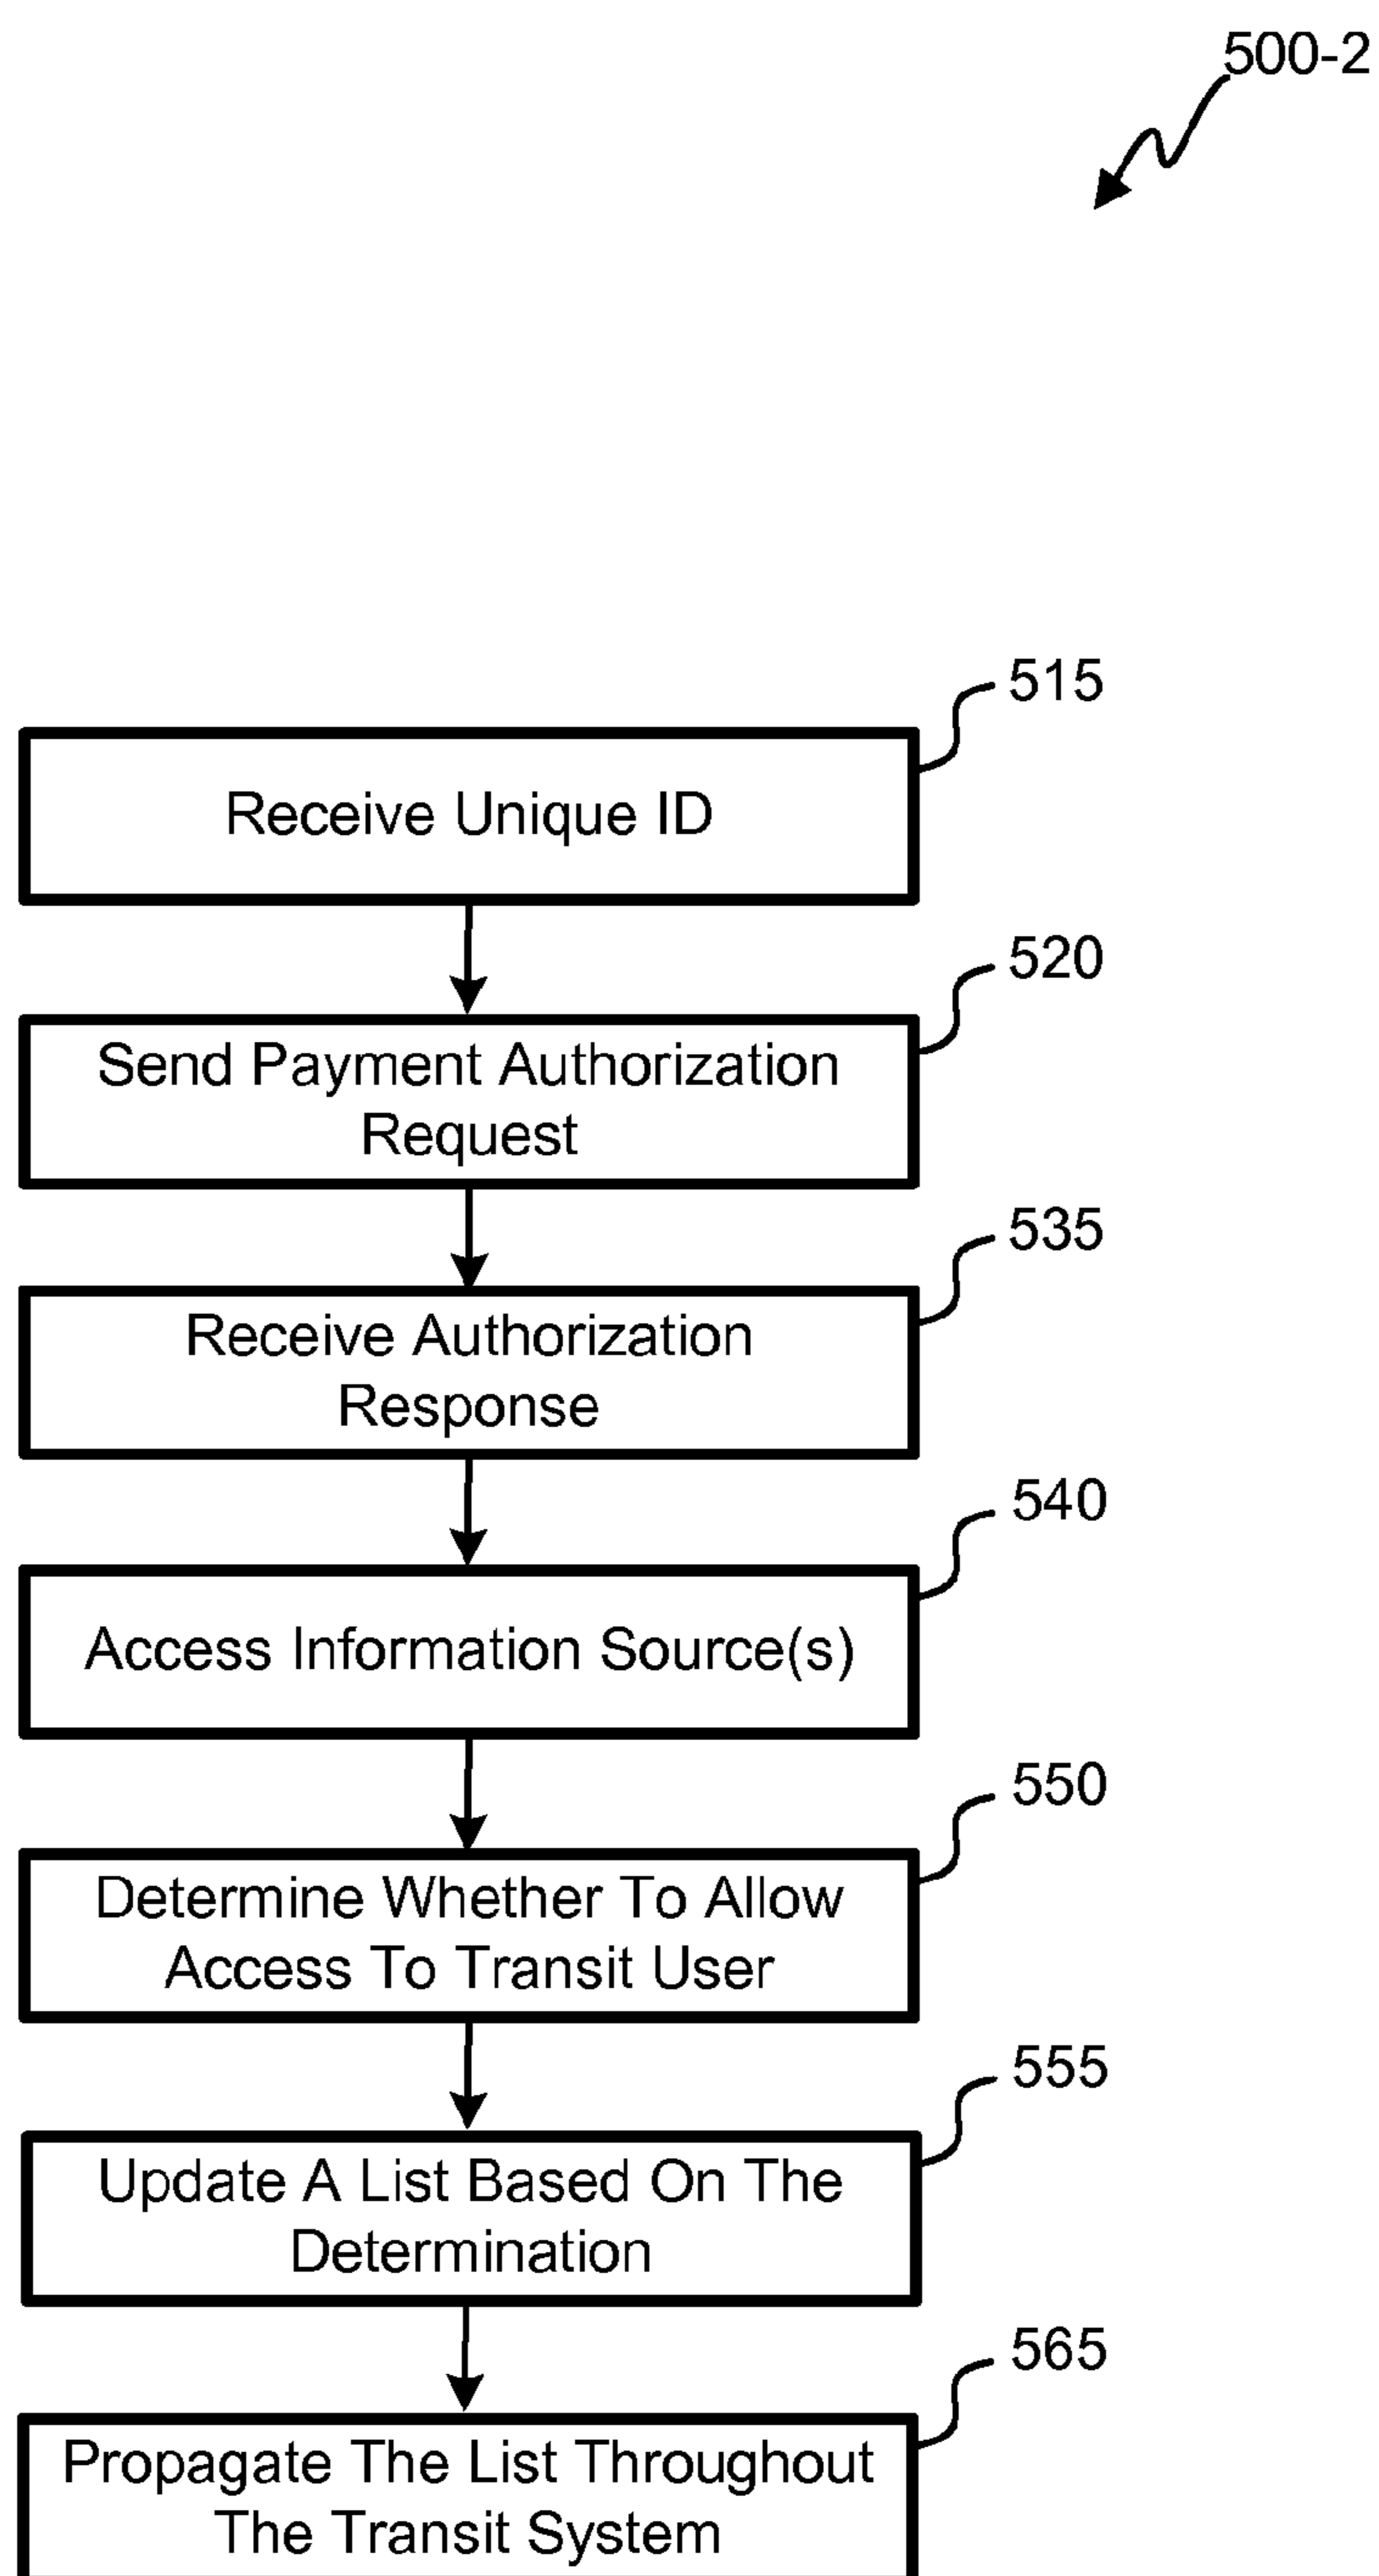 500-2
515
Receive Unique ID
520
Send Payment Authorization
Request
535
Receive Authorization
Response
540
Access Information Source(s)
550
Determine Whether To Allow
Access To Transit User
555
Update A List Based On The
Determination
565
Propagate The List Throughout
The Transit System